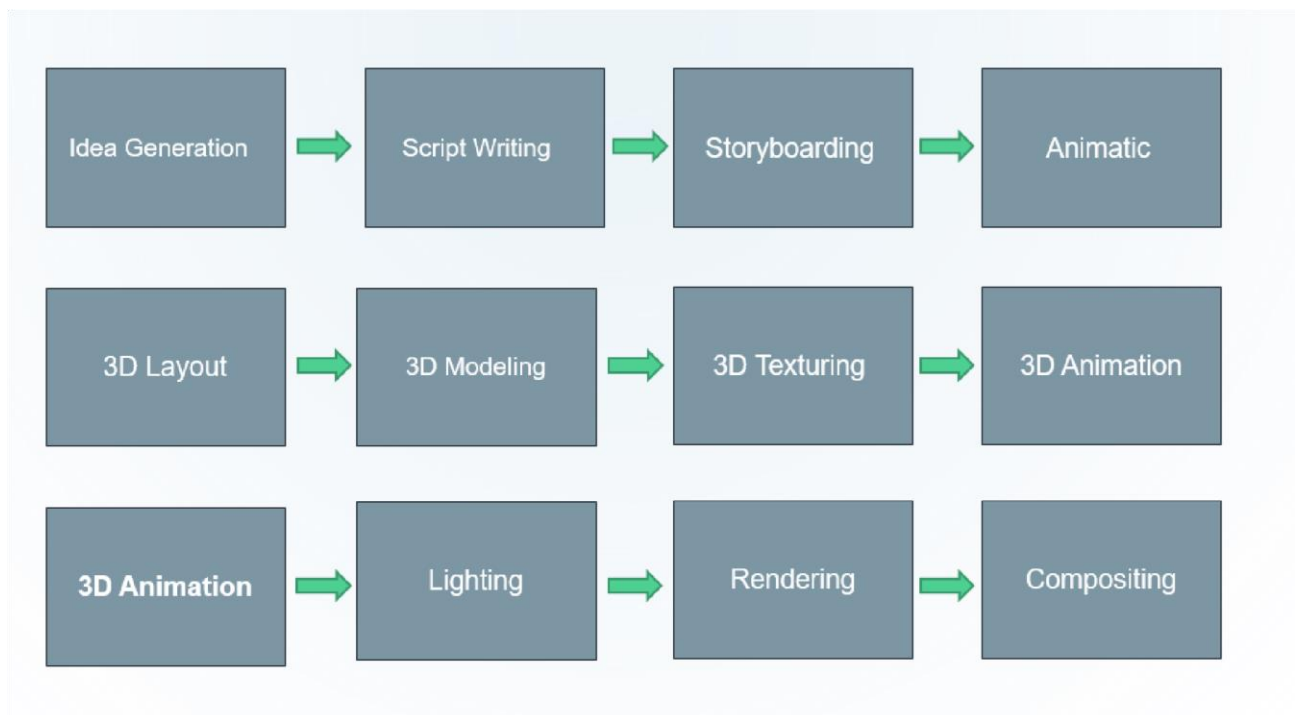 Idea Generation
Script Writing
Storyboarding
Animatic
3D Layout
3D Modeling
3D Texturing
3D Animation
3D Animation
Lighting
Rendering
Compositing